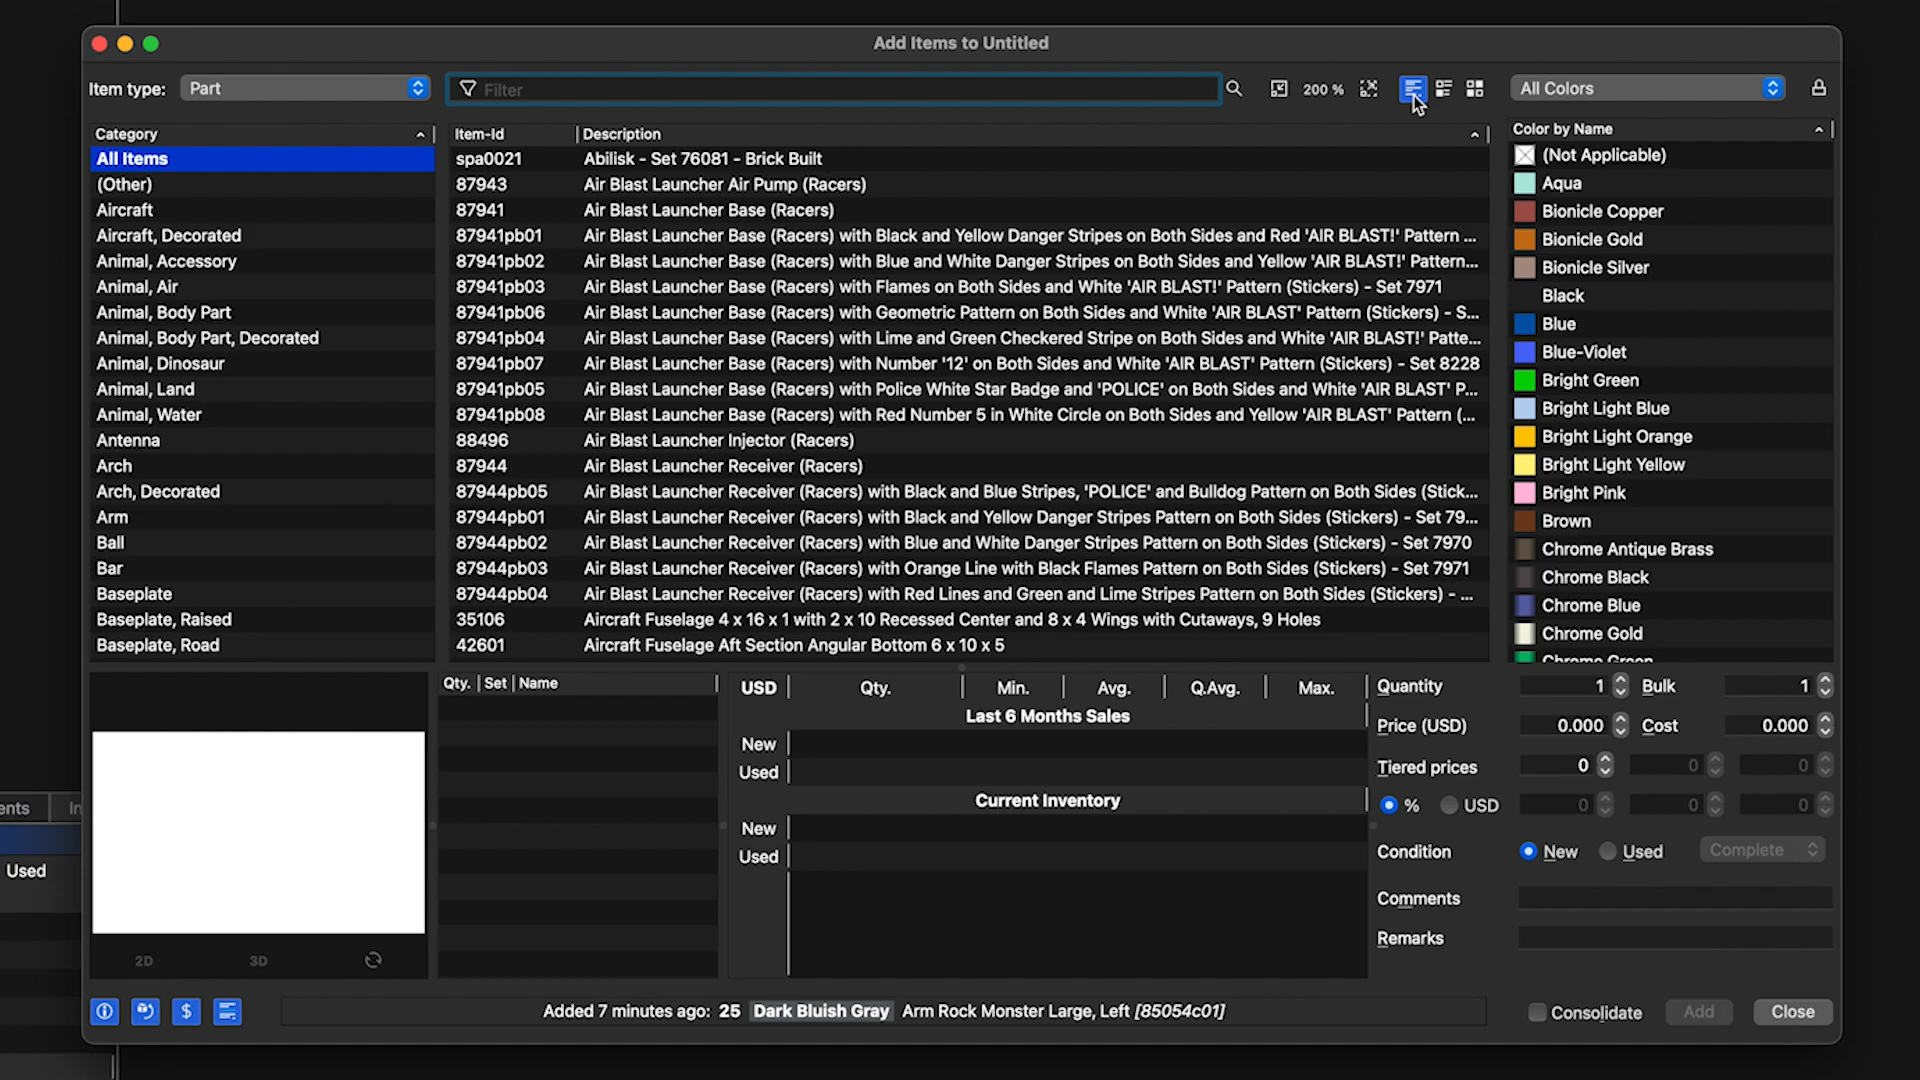 Add Items to Untitled
Item type: Part Filter 200 % All Colors
Category Item-Id Description Color by Name
All Items spa0021 Abilisk - Set 76081 - Brick Built (Not Applicable)
(Other) 87943 Air Blast Launcher Air Pump (Racers) Aqua
Aircraft 87941 Air Blast Launcher Base (Racers) Bionicle Copper
Aircraft, Decorated 87941pb01 Air Blast Launcher Base (Racers) with Black and Yellow Danger Stripes on Both Sides and Red 'AIR BLAST!' Pattern ... Bionicle Gold
Animal, Accessory 87941pb02 Air Blast Launcher Base (Racers) with Blue and White Danger Stripes on Both Sides and Yellow 'AIR BLAST!' Pattern... Bionicle Silver
Animal, Air 87941pb03 Air Blast Launcher Base (Racers) with Flames on Both Sides and White 'AIR BLAST!' Pattern (Stickers) - Set 7971 Black
Animal, Body Part 87941pb06 Air Blast Launcher Base (Racers) with Geometric Pattern on Both Sides and White 'AIR BLAST' Pattern (Stickers) - S... Blue
Animal, Body Part, Decorated 87941pb04 Air Blast Launcher Base (Racers) with Lime and Green Checkered Stripe on Both Sides and White 'AIR BLAST!' Patte... Blue-Violet
Animal, Dinosaur 87941pb07 Air Blast Launcher Base (Racers) with Number '12' on Both Sides and White 'AIR BLAST' Pattern (Stickers) - Set 8228 Bright Green
Animal, Land 87941pb05 Air Blast Launcher Base (Racers) with Police White Star Badge and 'POLICE' on Both Sides and White 'AIR BLAST' P... Bright Light Blue
Animal, Water 87941pb08 Air Blast Launcher Base (Racers) with Red Number 5 in White Circle on Both Sides and Yellow 'AIR BLAST' Pattern (... Bright Light Orange
Antenna 88496 Air Blast Launcher Injector (Racers) Bright Light Yellow
Arch 87944 Air Blast Launcher Receiver (Racers) Bright Pink
Arch, Decorated 87944pb05 Air Blast Launcher Receiver (Racers) with Black and Blue Stripes, 'POLICE' and Bulldog Pattern on Both Sides (Stick... Brown
Arm 87944pb01 Air Blast Launcher Receiver (Racers) with Black and Yellow Danger Stripes Pattern on Both Sides (Stickers) - Set 79... Chrome Antique Brass
Ball 87944pb02 Air Blast Launcher Receiver (Racers) with Blue and White Danger Stripes Pattern on Both Sides (Stickers) - Set 7970 Chrome Black
Bar 87944pb03 Air Blast Launcher Receiver (Racers) with Orange Line with Black Flames Pattern on Both Sides (Stickers) - Set 7971 Chrome Blue
Baseplate 87944pb04 Air Blast Launcher Receiver (Racers) with Red Lines and Green and Lime Stripes Pattern on Both Sides (Stickers) - ... Chrome Gold
Baseplate, Raised 35106 Aircraft Fuselage 4 x 16 x 1 with 2 x 10 Recessed Center and 8 x 4 Wings with Cutaways, 9 Holes Chrome Green
Baseplate, Road 42601 Aircraft Fuselage Aft Section Angular Bottom 6 x 10 x 5
Qty. Set Name USD Qty. Min. Avg. Q.Avg. Max. Quantity 1 Bulk 1
Last 6 Months Sales
New Price (USD) 0.000 Cost 0.000
Used Tiered prices 0 0 0
Current Inventory % USD 0 0 0
New
Used Condition New Used Complete
Comments
Remarks
2D 3D
ents In
Used
$ Added 7 minutes ago: 25 Dark Bluish Gray Arm Rock Monster Large, Left [85054c01] Consolidate Add Close